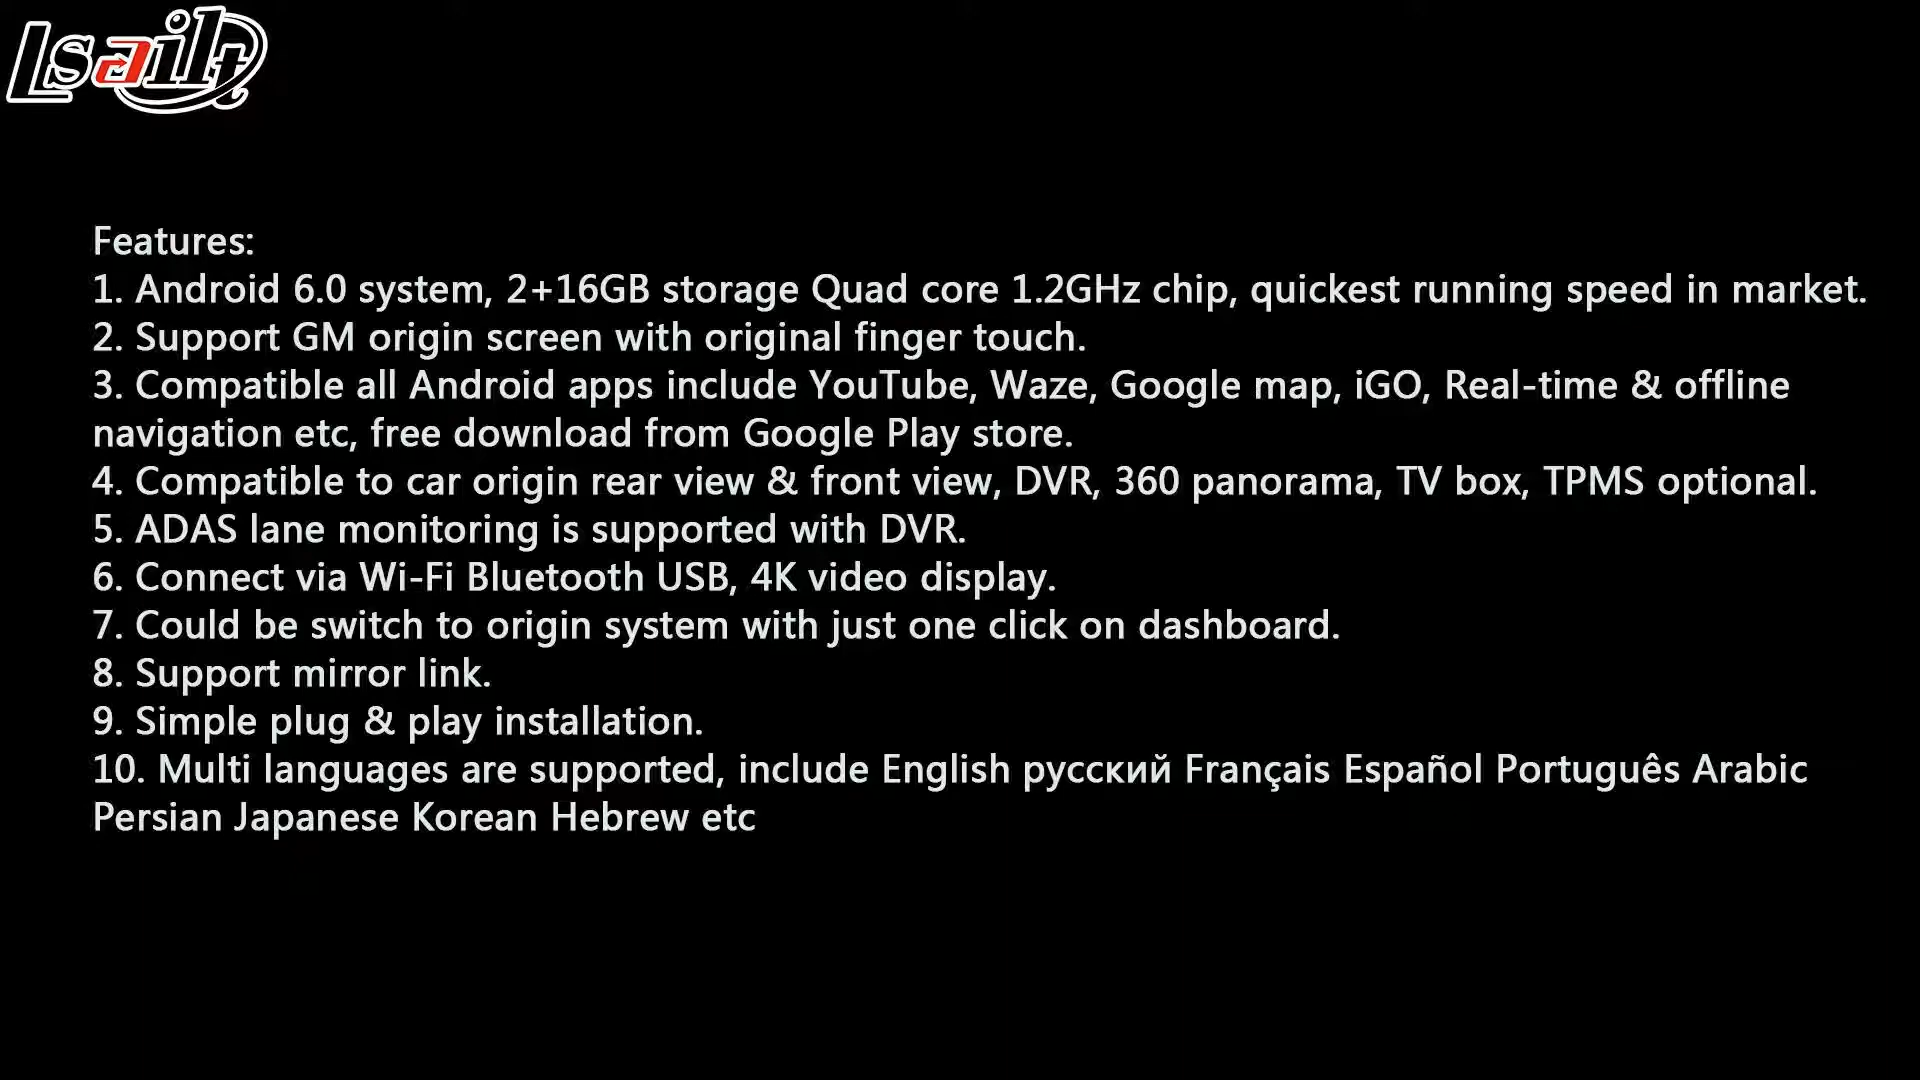 Lsailt
Features:
1. Android 6.0 system, 2+16GB storage Quad core 1.2GHz chip, quickest running speed in market.
2. Support GM origin screen with original finger touch.
3. Compatible all Android apps include YouTube, Waze, Google map, iGO, Real-time & offline
navigation etc, free download from Google Play store.
4. Compatible to car origin rear view & front view, DVR, 360 panorama, TV box, TPMS optional.
5. ADAS lane monitoring is supported with DVR.
6. Connect via Wi-Fi Bluetooth USB, 4K video display.
7. Could be switch to origin system with just one click on dashboard.
8. Support mirror link.
9. Simple plug & play installation.
10. Multi languages are supported, include English русский Français Español Português Arabic
Persian Japanese Korean Hebrew etc